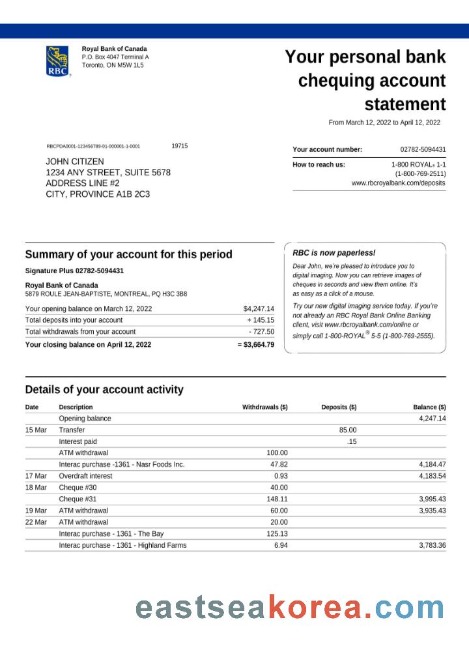 RBC
Royal Bank of Canada
P.O. Box 4047 Terminal A
Toronto, ON M5W 1L5
Your personal bank
chequing account
statement
From March 12, 2022 to April 12, 2022
RBCPDA0001-123456789-01-000001-1-0001 19715
JOHN CITIZEN
1234 ANY STREET, SUITE 5678
ADDRESS LINE #2
CITY, PROVINCE A1B 2C3
Your account number: 02782-5094431
How to reach us: 1-800 ROYAL® 1-1
(1-800-769-2511)
www.rbcroyalbank.com/deposits
Summary of your account for this period
Signature Plus 02782-5094431
Royal Bank of Canada
5879 ROULE JEAN-BAPTISTE, MONTREAL, PQ H3C 3B8
Your opening balance on March 12, 2022 $4,247.14
Total deposits into your account + 145.15
Total withdrawals from your account - 727.50
Your closing balance on April 12, 2022 = $3,664.79
RBC is now paperless!
Dear John, we're pleased to introduce you to
digital imaging. Now you can retrieve images of
cheques in seconds and view them online. It's
as easy as a click of a mouse.
Try our new digital imaging service today. If you're
not already an RBC Royal Bank Online Banking
client, visit www.rbcroyalbank.com/online or
simply call 1-800-ROYAL® 5-5 (1-800-769-2555).
Details of your account activity
Date Description Withdrawals ($) Deposits ($) Balance ($)
Opening balance 4,247.14
15 Mar Transfer 85.00
Interest paid .15
ATM withdrawal 100.00
Interac purchase -1361 - Nasr Foods Inc. 47.82 4,184.47
17 Mar Overdraft interest 0.93 4,183.54
18 Mar Cheque #30 40.00
Cheque #31 148.11 3,995.43
19 Mar ATM withdrawal 60.00 3,935.43
22 Mar ATM withdrawal 20.00
Interac purchase - 1361 - The Bay 125.13
Interac purchase - 1361 - Highland Farms 6.94 3,783.36
eastseakorea.com